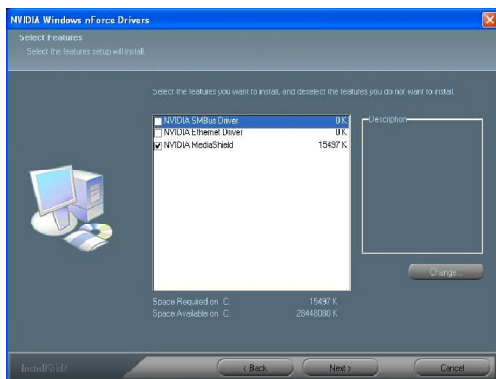 NVIDIA Windows nForce Drivers
Select Features
Select the features setup will install.
Select the features you want to install, and deselect the features you do not want to install.
NVIDIA SMBus Driver 0 K
NVIDIA Ethernet Driver 0 K
NVIDIA MediaShield 15497 K
Description
Change...
Space Required on C: 15497 K
Space Available on C: 28448080 K
InstallShield
< Back
Next >
Cancel